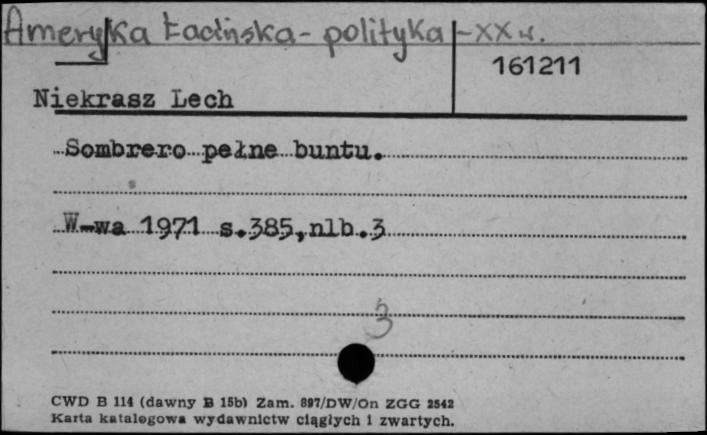 Ameryka Łacińska - polityka - XX w.
161211
Niekrasz Lech
Sombrero pełne buntu.
W-wa 1971 s.385,nlb.3
3
CWD B 114 (dawny B 15b) Zam. 897/DW/On ZGG 2542
Karta katalogowa wydawnictw ciągłych i zwartych.